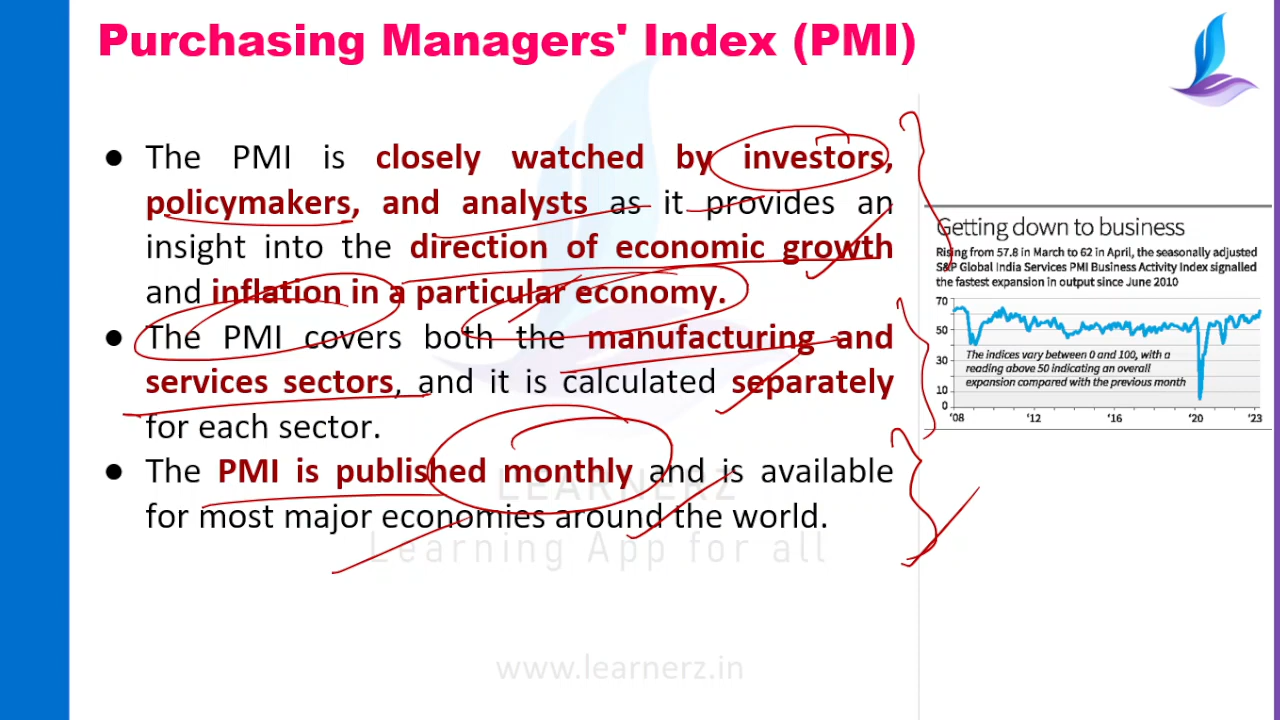 Purchasing Managers' Index (PMI)
● The PMI is closely watched by investors,
policymakers, and analysts as it provides an
insight into the direction of economic growth
and inflation in a particular economy.
● The PMI covers both the manufacturing and
services sectors, and it is calculated separately
for each sector.
● The PMI is published monthly and is available
for most major economies around the world.
LEARNERZ
Learning App for all
www.learnerz.in
Getting down to business
Rising from 57.8 in March to 62 in April, the seasonally adjusted
S&P Global India Services PMI Business Activity Index signalled
the fastest expansion in output since June 2010
70
50
30
10
0
The indices vary between 0 and 100, with a
reading above 50 indicating an overall
expansion compared with the previous month
'08 '12 '16 '20 '23